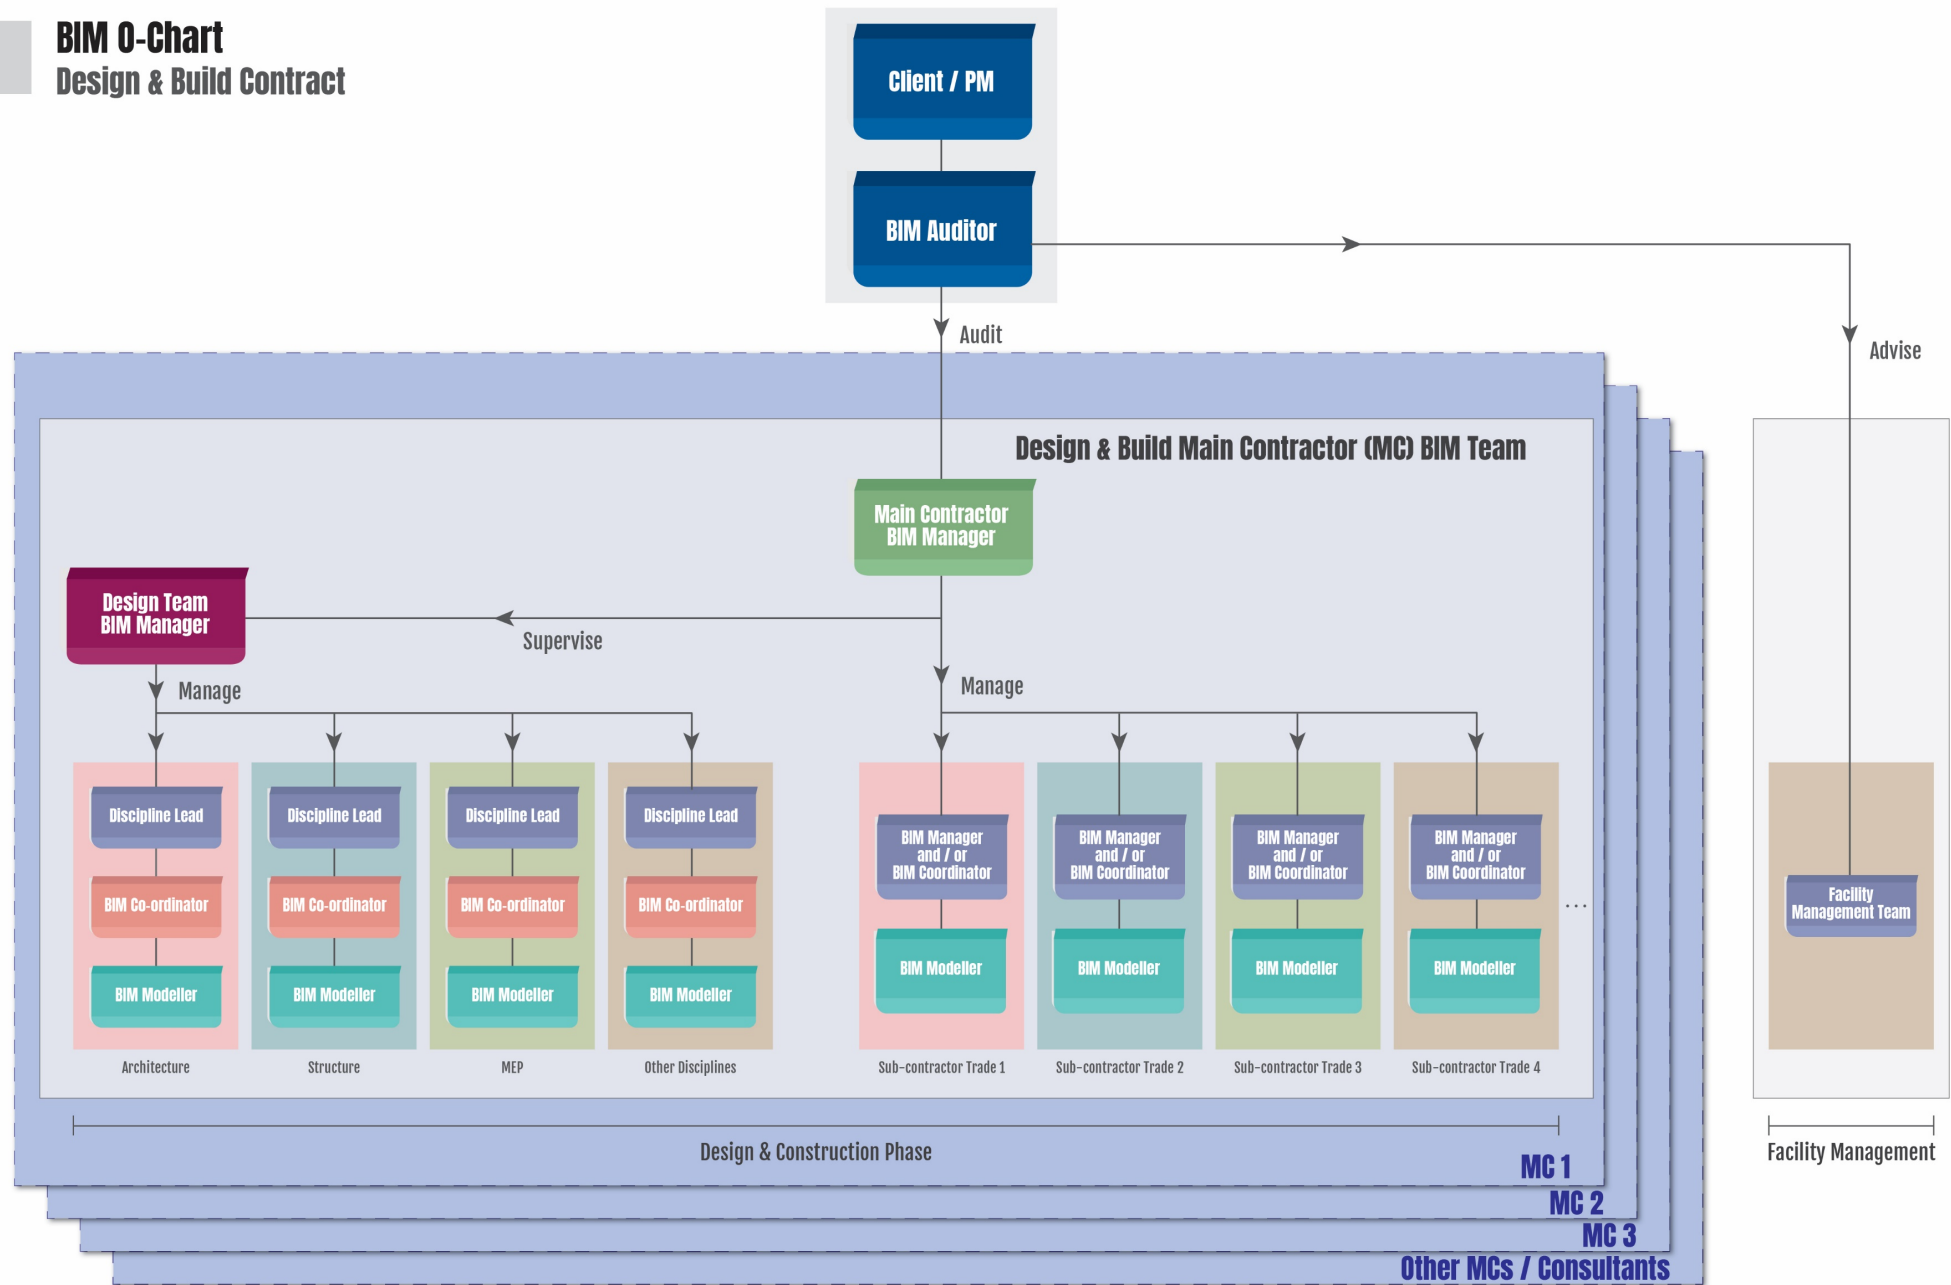 BIM O-Chart
Design & Build Contract
Client / PM
BIM Auditor
Audit
Advise
Design & Build Main Contractor (MC) BIM Team
Main Contractor
BIM Manager
Design Team
BIM Manager
Supervise
Manage
Manage
Discipline Lead
Discipline Lead
Discipline Lead
Discipline Lead
BIM Co-ordinator
BIM Co-ordinator
BIM Co-ordinator
BIM Co-ordinator
BIM Modeller
BIM Modeller
BIM Modeller
BIM Modeller
Architecture
Structure
MEP
Other Disciplines
BIM Manager
and / or
BIM Coordinator
BIM Manager
and / or
BIM Coordinator
BIM Manager
and / or
BIM Coordinator
BIM Manager
and / or
BIM Coordinator
...
BIM Modeller
BIM Modeller
BIM Modeller
BIM Modeller
Sub-contractor Trade 1
Sub-contractor Trade 2
Sub-contractor Trade 3
Sub-contractor Trade 4
Facility
Management Team
Design & Construction Phase
Facility Management
MC 1
MC 2
MC 3
Other MCs / Consultants